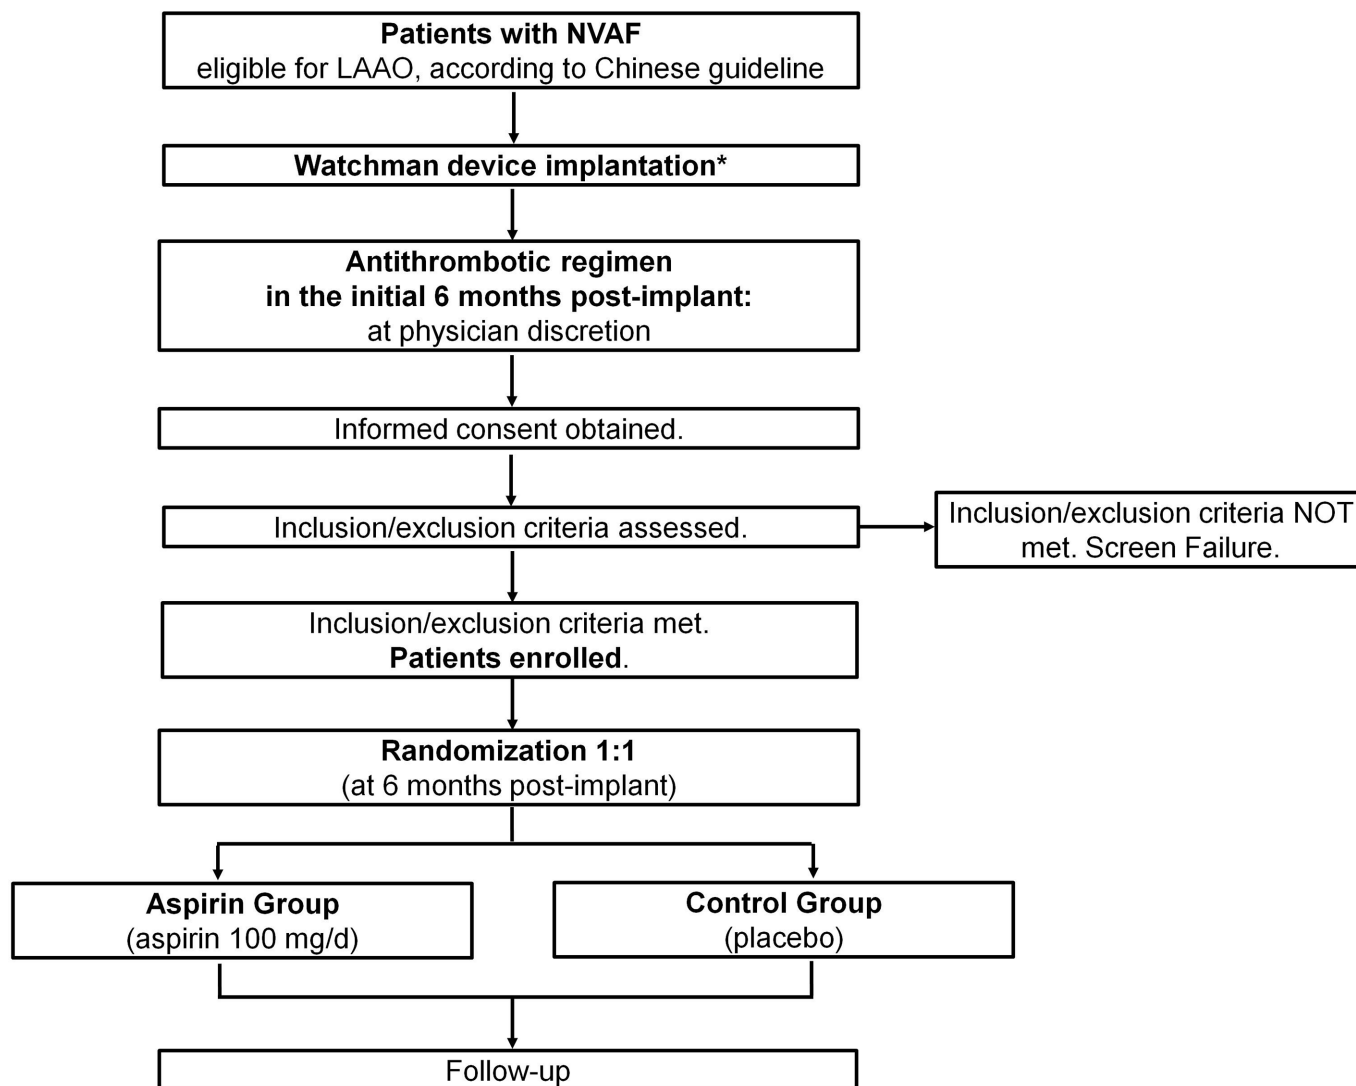 Patients with NVAF
eligible for LAAO, according to Chinese guideline
Watchman device implantation*
Antithrombotic regimen
in the initial 6 months post-implant:
at physician discretion
Informed consent obtained.
Inclusion/exclusion criteria assessed.
Inclusion/exclusion criteria NOT
met. Screen Failure.
Inclusion/exclusion criteria met.
Patients enrolled.
Randomization 1:1
(at 6 months post-implant)
Aspirin Group
(aspirin 100 mg/d)
Control Group
(placebo)
Follow-up